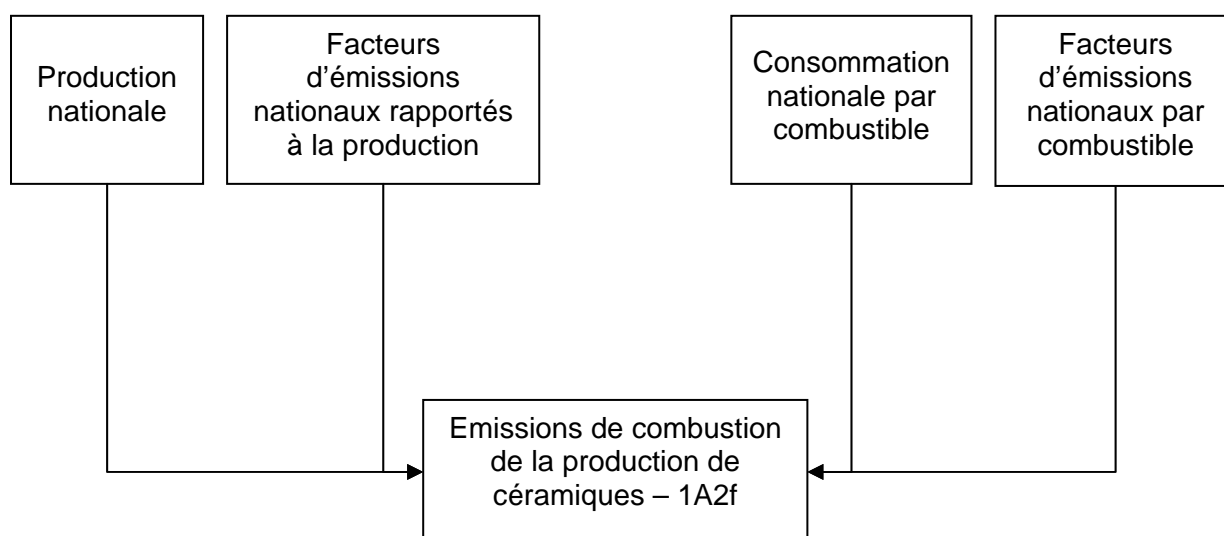 Production
nationale
Facteurs
d’émissions
nationaux rapportés
à la production
Consommation
nationale par
combustible
Facteurs
d’émissions
nationaux par
combustible
Emissions de combustion
de la production de
céramiques – 1A2f